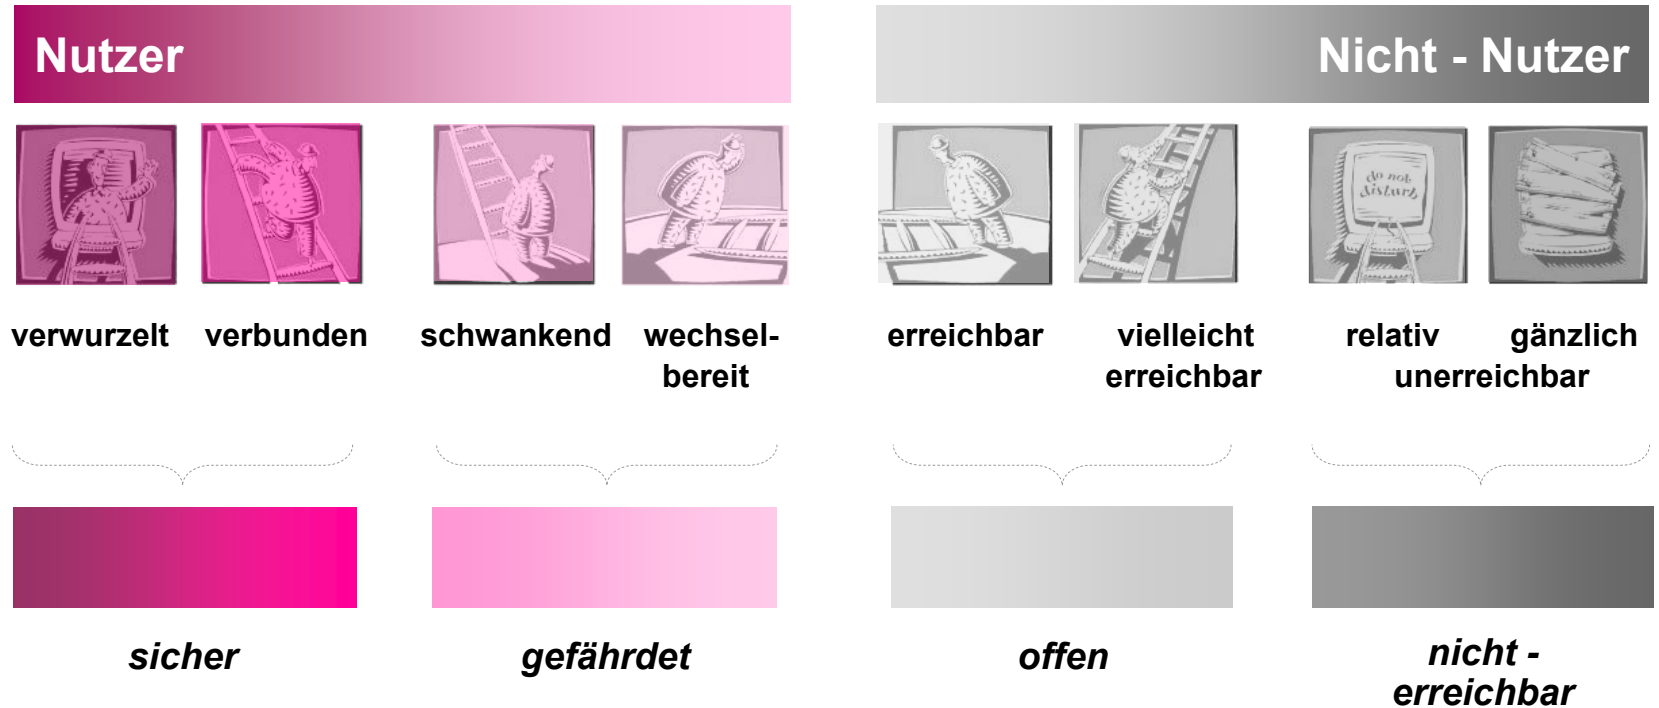 Nutzer
Nicht - Nutzer
do not
disturb
verwurzelt
verbunden
schwankend
wechsel-
bereit
erreichbar
vielleicht
erreichbar
relativ
gänzlich
unerreichbar
sicher
gefährdet
offen
nicht -
erreichbar